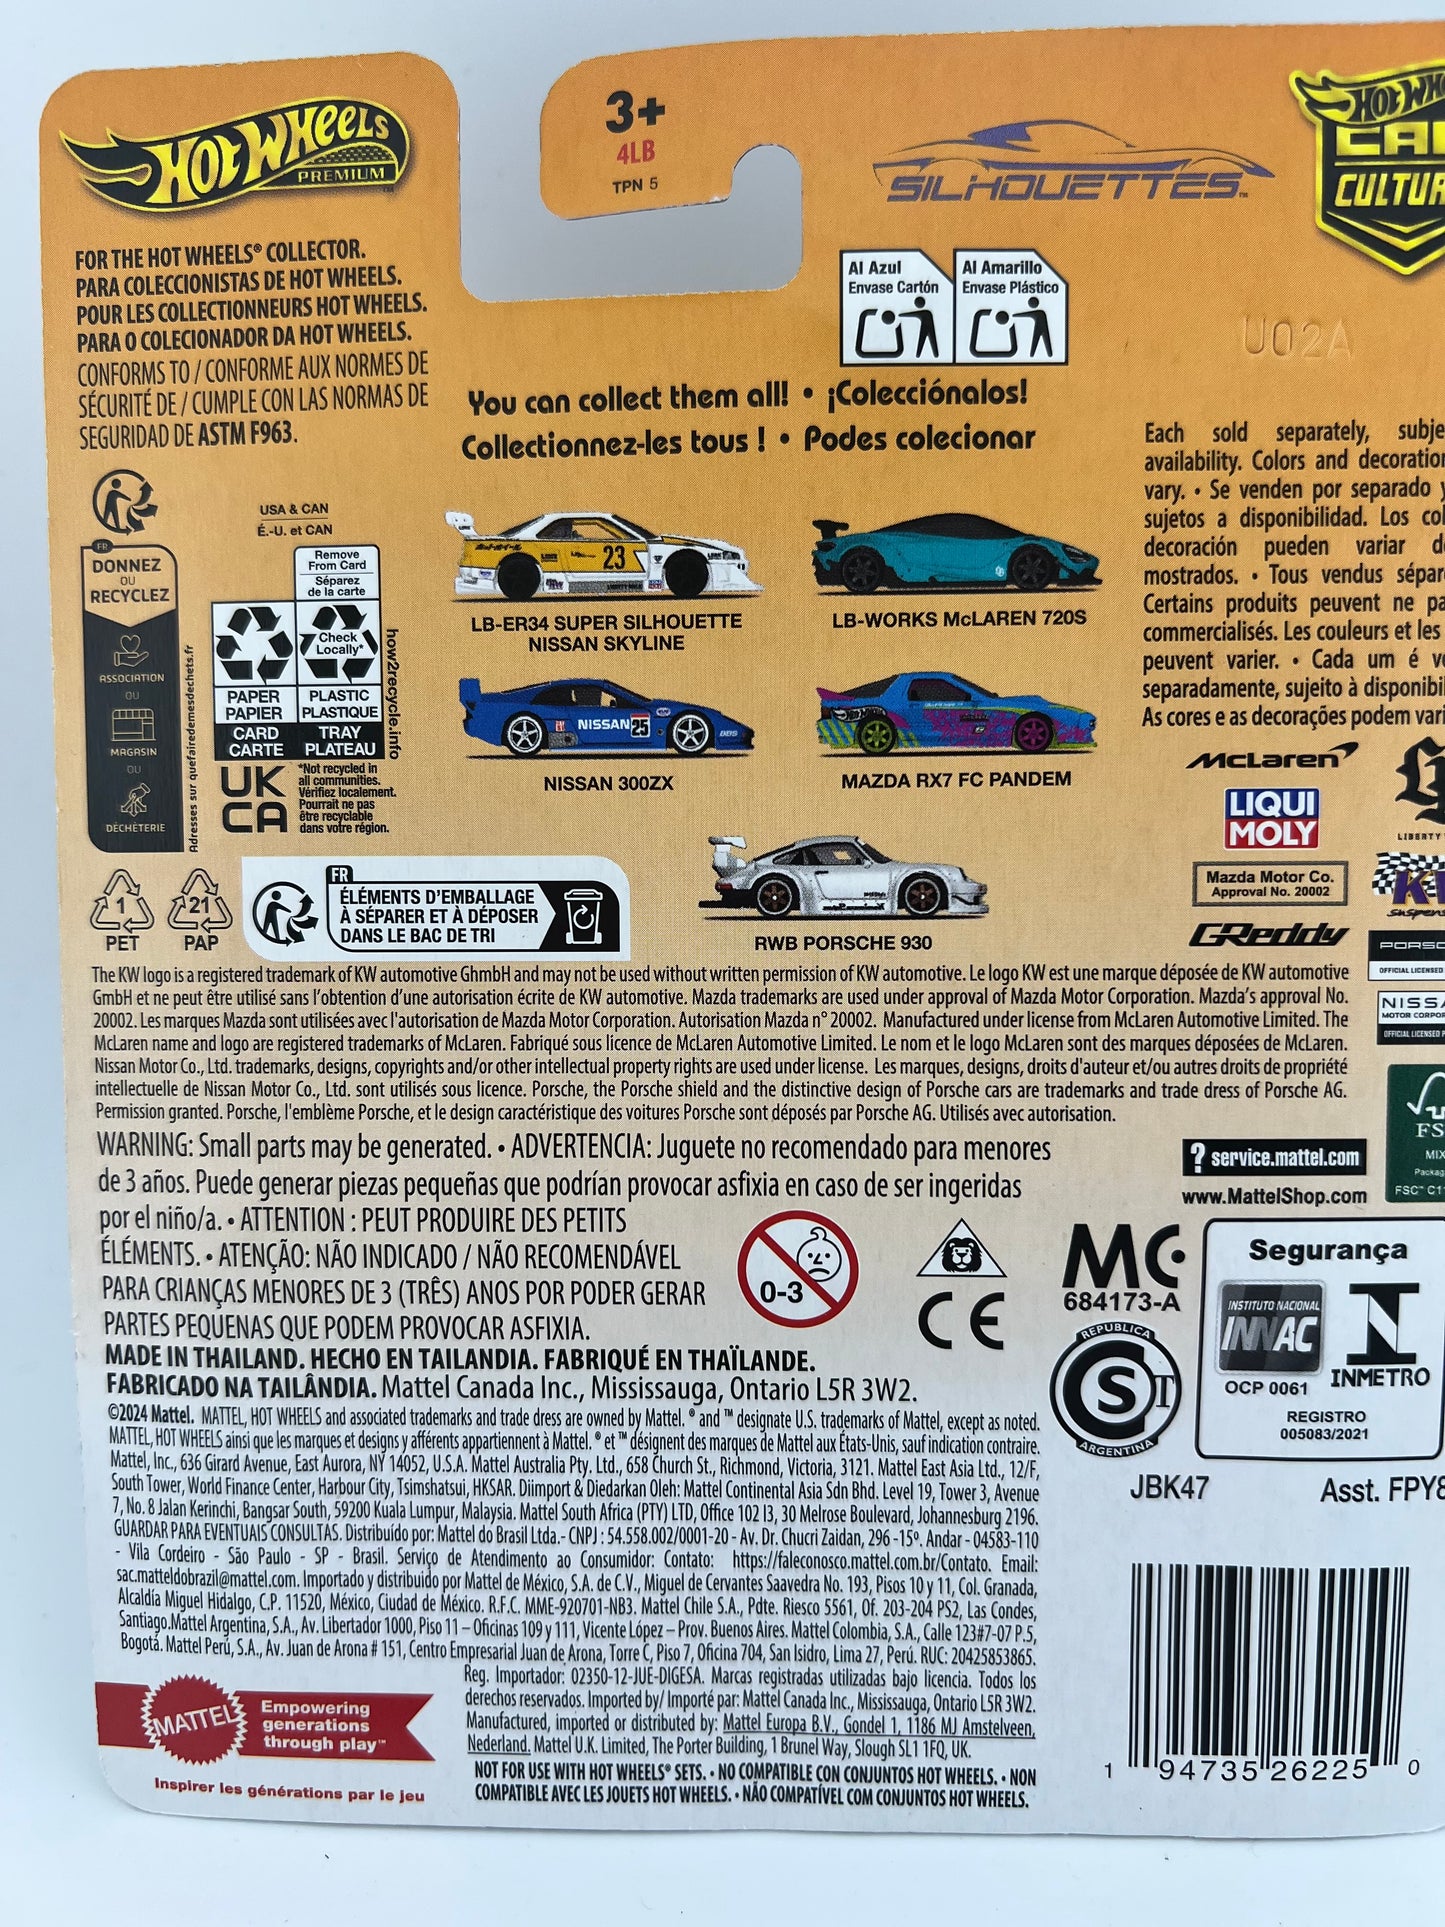 HOT WHEELS
PREMIUM
3+
4LB
TPN 5
SILHOUETTES™
CULTUR
FOR THE HOT WHEELS® COLLECTOR.
PARA COLECCIONISTAS DE HOT WHEELS.
POUR LES COLLECTIONNEURS HOT WHEELS.
PARA O COLECIONADOR DA HOT WHEELS.
CONFORMS TO / CONFORME AUX NORMES DE
SÉCURITÉ DE / CUMPLE CON LAS NORMAS DE
SEGURIDAD DE ASTM F963.
Al Azul
Envase Cartón
Al Amarillo
Envase Plástico
U02A
You can collect them all! • ¡Colecciónalos!
Collectionnez-les tous ! • Podes colecionar
Each sold separately,
availability. Colors and
vary. • Se venden por separado
sujetos a disponibilidad. Los
decoración pueden variar
mostrados. • Tous vendus
Certains produits peuvent ne
commercialisés. Les couleurs et les
peuvent varier. • Cada um é
separadamente, sujeito à
As cores e as decorações podem
FR
DONNEZ
OU
RECYCLEZ
ASSOCIATION
OU
MAGASIN
OU
DÉCHÈTERIE
Adresses sur quefairedemesdechets.fr
USA & CAN
É.-U. et CAN
Remove
From Card
Séparez
de la carte
Check
Locally*
PAPER
PAPIER
PLASTIC
PLASTIQUE
CARD
CARTE
TRAY
PLATEAU
how2recycle.info
UK
CA
*Not recycled in
all communities.
Vérifiez localement.
Pourrait ne pas
être recyclable
dans votre région.
23
LB-ER34 SUPER SILHOUETTE
NISSAN SKYLINE
LB-WORKS McLAREN 720S
NISSAN 25
BBS
NISSAN 300ZX
MAZDA RX7 FC PANDEM
RWB PORSCHE 930
McLaren
LIQUI
MOLY
LIBERTY
Mazda Motor Co.
Approval No. 20002
GReddy
OFFICIAL LICENSED
MOTOR
OFFICIAL LICENSED
1
PET
21
PAP
FR
ÉLÉMENTS D'EMBALLAGE
À SÉPARER ET À DÉPOSER
DANS LE BAC DE TRI
The KW logo is a registered trademark of KW automotive GhmbH and may not be used without written permission of KW automotive. Le logo KW est une marque déposée de KW automotive
GmbH et ne peut être utilisé sans l'obtention d'une autorisation écrite de KW automotive. Mazda trademarks are used under approval of Mazda Motor Corporation. Mazda's approval No.
20002. Les marques Mazda sont utilisées avec l'autorisation de Mazda Motor Corporation. Autorisation Mazda n° 20002. Manufactured under license from McLaren Automotive Limited. The
McLaren name and logo are registered trademarks of McLaren. Fabriqué sous licence de McLaren Automotive Limited. Le nom et le logo McLaren sont des marques déposées de McLaren.
Nissan Motor Co., Ltd. trademarks, designs, copyrights and/or other intellectual property rights are used under license. Les marques, designs, droits d'auteur et/ou autres droits de propriété
intellectuelle de Nissan Motor Co., Ltd. sont utilisés sous licence. Porsche, the Porsche shield and the distinctive design of Porsche cars are trademarks and trade dress of Porsche AG.
Permission granted. Porsche, l'emblème Porsche, et le design caractéristique des voitures Porsche sont déposés par Porsche AG. Utilisés avec autorisation.
WARNING: Small parts may be generated. • ADVERTENCIA: Juguete no recomendado para menores
de 3 años. Puede generar piezas pequeñas que podrían provocar asfixia en caso de ser ingeridas
por el niño/a. • ATTENTION : PEUT PRODUIRE DES PETITS
ÉLÉMENTS. • ATENÇÃO: NÃO INDICADO / NÃO RECOMENDÁVEL
PARA CRIANÇAS MENORES DE 3 (TRÊS) ANOS POR PODER GERAR
PARTES PEQUENAS QUE PODEM PROVOCAR ASFIXIA.
MADE IN THAILAND. HECHO EN TAILANDIA. FABRIQUÉ EN THAÏLANDE.
FABRICADO NA TAILÂNDIA. Mattel Canada Inc., Mississauga, Ontario L5R 3W2.
0-3
CE
? service.mattel.com
www.MattelShop.com
MC
684173-A
REPUBLICA
S
ARGENTINA
Segurança
INSTITUTO NACIONAL
INNAC
OCP 0061
INMETRO
REGISTRO
005083/2021
JBK47
Asst. FPY8
©2024 Mattel. MATTEL, HOT WHEELS and associated trademarks and trade dress are owned by Mattel. ® and ™ designate U.S. trademarks of Mattel, except as noted.
MATTEL, HOT WHEELS ainsi que les marques et designs y afférents appartiennent à Mattel. ® et ™ désignent des marques de Mattel aux États-Unis, sauf indication contraire.
Mattel, Inc., 636 Girard Avenue, East Aurora, NY 14052, U.S.A. Mattel Australia Pty. Ltd., 658 Church St., Richmond, Victoria, 3121. Mattel East Asia Ltd., 12/F,
South Tower, World Finance Center, Harbour City, Tsimshatsui, HKSAR. Diimport & Diedarkan Oleh: Mattel Continental Asia Sdn Bhd. Level 19, Tower 3, Avenue
7, No. 8 Jalan Kerinchi, Bangsar South, 59200 Kuala Lumpur, Malaysia. Mattel South Africa (PTY) LTD, Office 102 I3, 30 Melrose Boulevard, Johannesburg 2196.
GUARDAR PARA EVENTUAIS CONSULTAS. Distribuído por: Mattel do Brasil Ltda.- CNPJ : 54.558.002/0001-20 - Av. Dr. Chucri Zaidan, 296 -15º. Andar - 04583-110
- Vila Cordeiro - São Paulo - SP - Brasil. Serviço de Atendimento ao Consumidor: Contato: https://faleconosco.mattel.com.br/Contato. Email:
sac.matteldobrazil@mattel.com. Importado y distribuido por Mattel de México, S.A. de C.V., Miguel de Cervantes Saavedra No. 193, Pisos 10 y 11, Col. Granada,
Alcaldía Miguel Hidalgo, C.P. 11520, México, Ciudad de México. R.F.C. MME-920701-NB3. Mattel Chile S.A., Pdte. Riesco 5561, Of. 203-204 PS2, Las Condes,
Santiago.Mattel Argentina, S.A., Av. Libertador 1000, Piso 11 – Oficinas 109 y 111, Vicente López – Prov. Buenos Aires. Mattel Colombia, S.A., Calle 123#7-07 P.5,
Bogotá. Mattel Perú, S.A., Av. Juan de Arona # 151, Centro Empresarial Juan de Arona, Torre C, Piso 7, Oficina 704, San Isidro, Lima 27, Perú. RUC: 20425853865.
Reg. Importador: 02350-12-JUE-DIGESA. Marcas registradas utilizadas bajo licencia. Todos los
derechos reservados. Imported by/ Importé par: Mattel Canada Inc., Mississauga, Ontario L5R 3W2.
Manufactured, imported or distributed by: Mattel Europa B.V., Gondel 1, 1186 MJ Amstelveen,
Nederland. Mattel U.K. Limited, The Porter Building, 1 Brunel Way, Slough SL1 1FQ, UK.
NOT FOR USE WITH HOT WHEELS® SETS. • NO COMPATIBLE CON CONJUNTOS HOT WHEELS. • NON
COMPATIBLE AVEC LES JOUETS HOT WHEELS. • NÃO COMPATÍVEL COM CONJUNTOS HOT WHEELS.
MATTEL
Empowering
generations
through play™
Inspirer les générations par le jeu
1 94735 26225 0